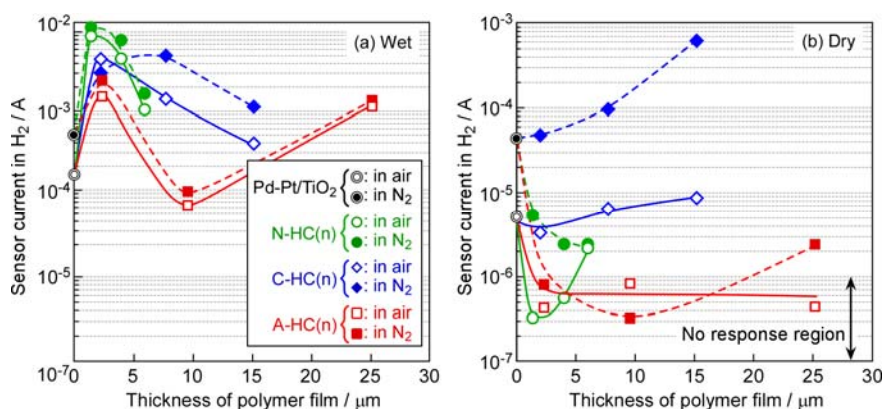 10⁻²
10⁻³
10⁻⁴
10⁻⁵
10⁻⁶
10⁻⁷
Sensor current in H₂ / A
(a) Wet
Pd-Pt/TiO₂
: in air
: in N₂
N-HC(n)
: in air
: in N₂
C-HC(n)
: in air
: in N₂
A-HC(n)
: in air
: in N₂
0 5 10 15 20 25 30
Thickness of polymer film / μm
10⁻³
10⁻⁴
10⁻⁵
10⁻⁶
10⁻⁷
Sensor current in H₂ / A
(b) Dry
No response region
0 5 10 15 20 25 30
Thickness of polymer film / μm